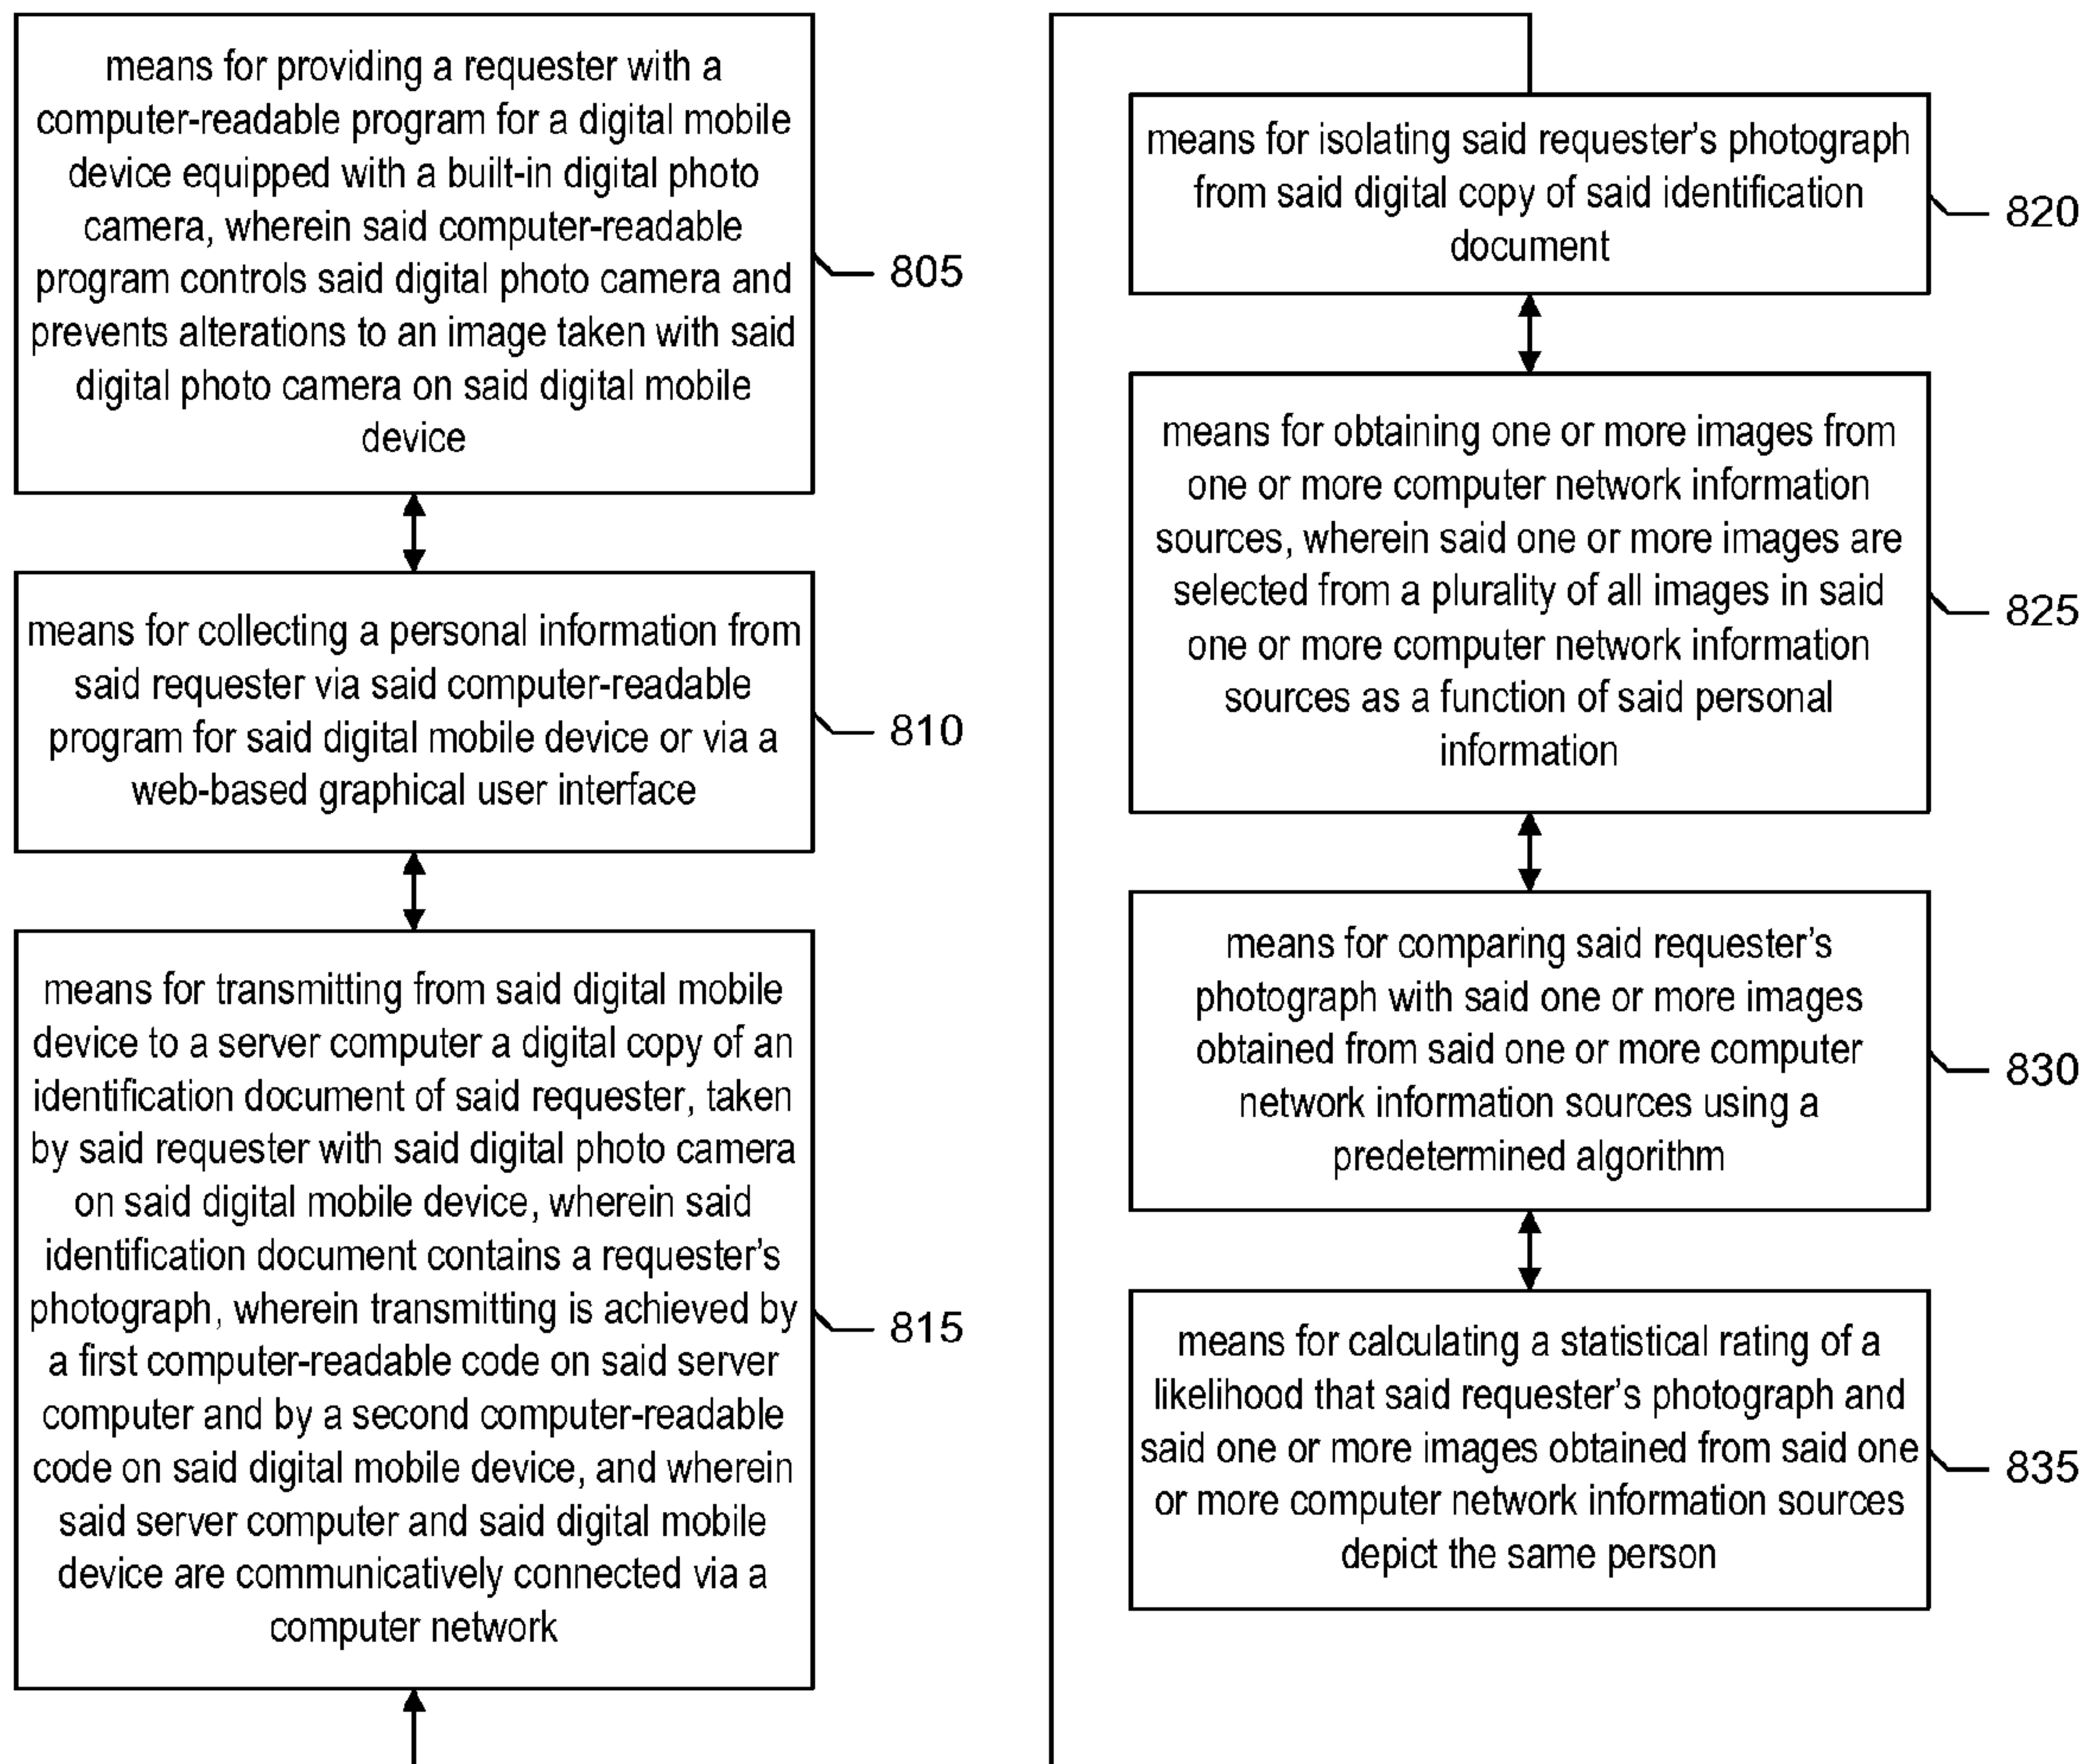 means for providing a requester with a
computer-readable program for a digital mobile
device equipped with a built-in digital photo
camera, wherein said computer-readable
program controls said digital photo camera and
prevents alterations to an image taken with said
digital photo camera on said digital mobile
device
805
means for collecting a personal information from
said requester via said computer-readable
program for said digital mobile device or via a
web-based graphical user interface
810
means for transmitting from said digital mobile
device to a server computer a digital copy of an
identification document of said requester, taken
by said requester with said digital photo camera
on said digital mobile device, wherein said
identification document contains a requester's
photograph, wherein transmitting is achieved by
a first computer-readable code on said server
computer and by a second computer-readable
code on said digital mobile device, and wherein
said server computer and said digital mobile
device are communicatively connected via a
computer network
815
means for isolating said requester's photograph
from said digital copy of said identification
document
820
means for obtaining one or more images from
one or more computer network information
sources, wherein said one or more images are
selected from a plurality of all images in said
one or more computer network information
sources as a function of said personal
information
825
means for comparing said requester's
photograph with said one or more images
obtained from said one or more computer
network information sources using a
predetermined algorithm
830
means for calculating a statistical rating of a
likelihood that said requester's photograph and
said one or more images obtained from said one
or more computer network information sources
depict the same person
835